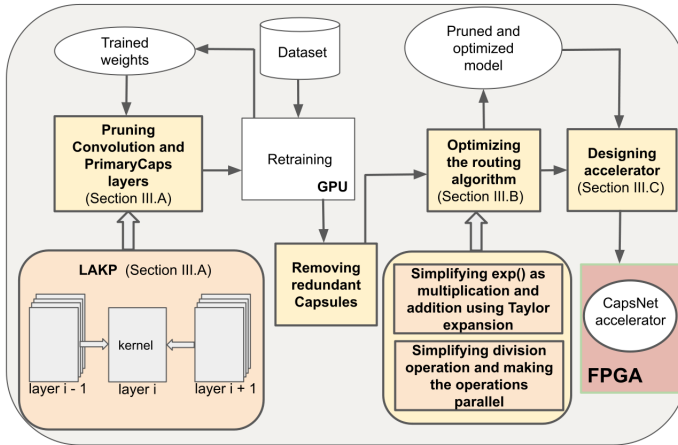 Trained
weights
Dataset
Pruned and
optimized
model
Pruning
Convolution and
PrimaryCaps
layers
(Section III.A)
Retraining
GPU
Optimizing
the routing
algorithm
(Section III.B)
Designing
accelerator
(Section III.C)
LAKP (Section III.A)
kernel
layer i - 1
layer i
layer i + 1
Removing
redundant
Capsules
Simplifying exp() as
multiplication and
addition using Taylor
expansion
Simplifying division
operation and making
the operations
parallel
CapsNet
accelerator
FPGA